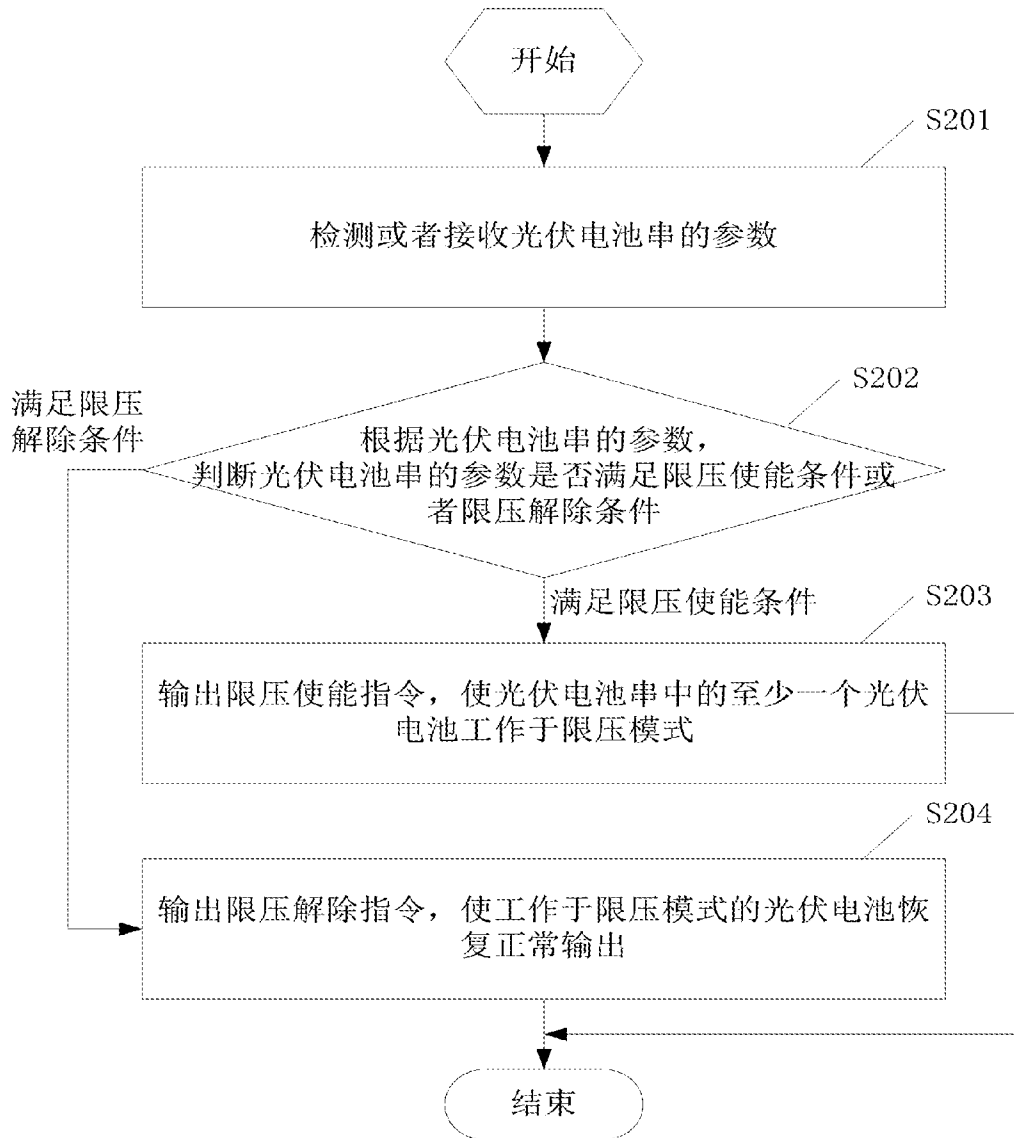 开始
S201
检测或者接收光伏电池串的参数
S202
满足限压
解除条件
根据光伏电池串的参数，
判断光伏电池串的参数是否满足限压使能条件或
者限压解除条件
满足限压使能条件
S203
输出限压使能指令，使光伏电池串中的至少一个光伏
电池工作于限压模式
S204
输出限压解除指令，使工作于限压模式的光伏电池恢
复正常输出
结束